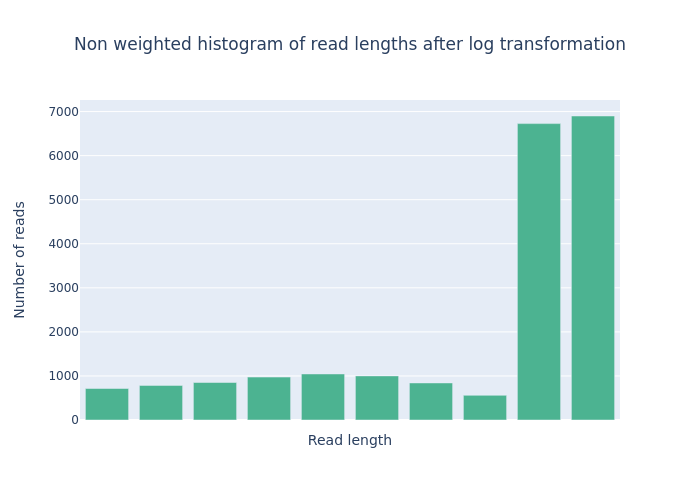 Non weighted histogram of read lengths after log transformation
7000
6000
5000
4000
3000
2000
1000
0
Number of reads
Read length